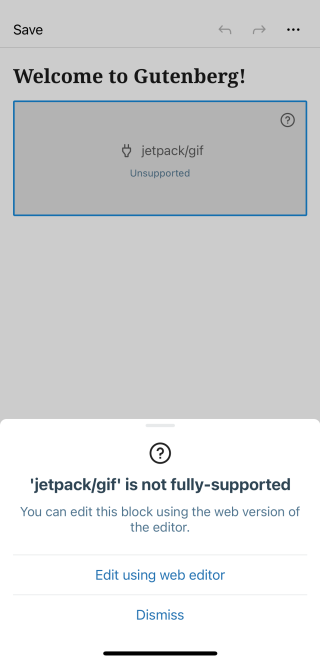 Save
Welcome to Gutenberg!
jetpack/gif
Unsupported
'jetpack/gif' is not fully-supported
You can edit this block using the web version of
the editor.
Edit using web editor
Dismiss